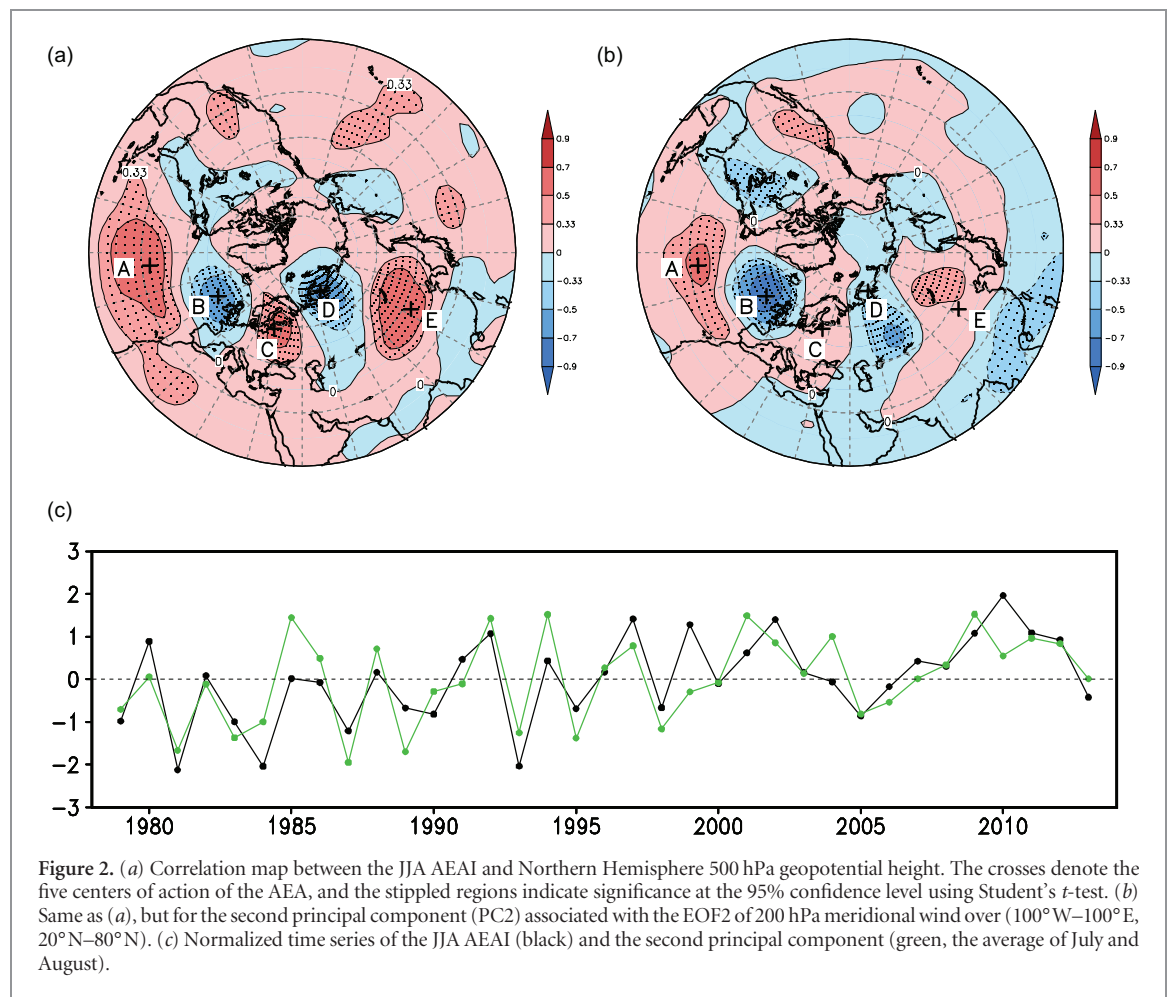 (a)
0.33
0.33
A
B
C
D
E
0
0
0
0.9
0.7
0.5
0.33
0
-0.33
-0.5
-0.7
-0.9
(b)
0
0
A
B
C
D
E
0
0
0.9
0.7
0.5
0.33
0
-0.33
-0.5
-0.7
-0.9
(c)
3
2
1
0
-1
-2
-3
1980 1985 1990 1995 2000 2005 2010
Figure 2. (a) Correlation map between the JJA AEAI and Northern Hemisphere 500 hPa geopotential height. The crosses denote the
five centers of action of the AEA, and the stippled regions indicate significance at the 95% confidence level using Student's t-test. (b)
Same as (a), but for the second principal component (PC2) associated with the EOF2 of 200 hPa meridional wind over (100°W–100°E,
20°N–80°N). (c) Normalized time series of the JJA AEAI (black) and the second principal component (green, the average of July and
August).